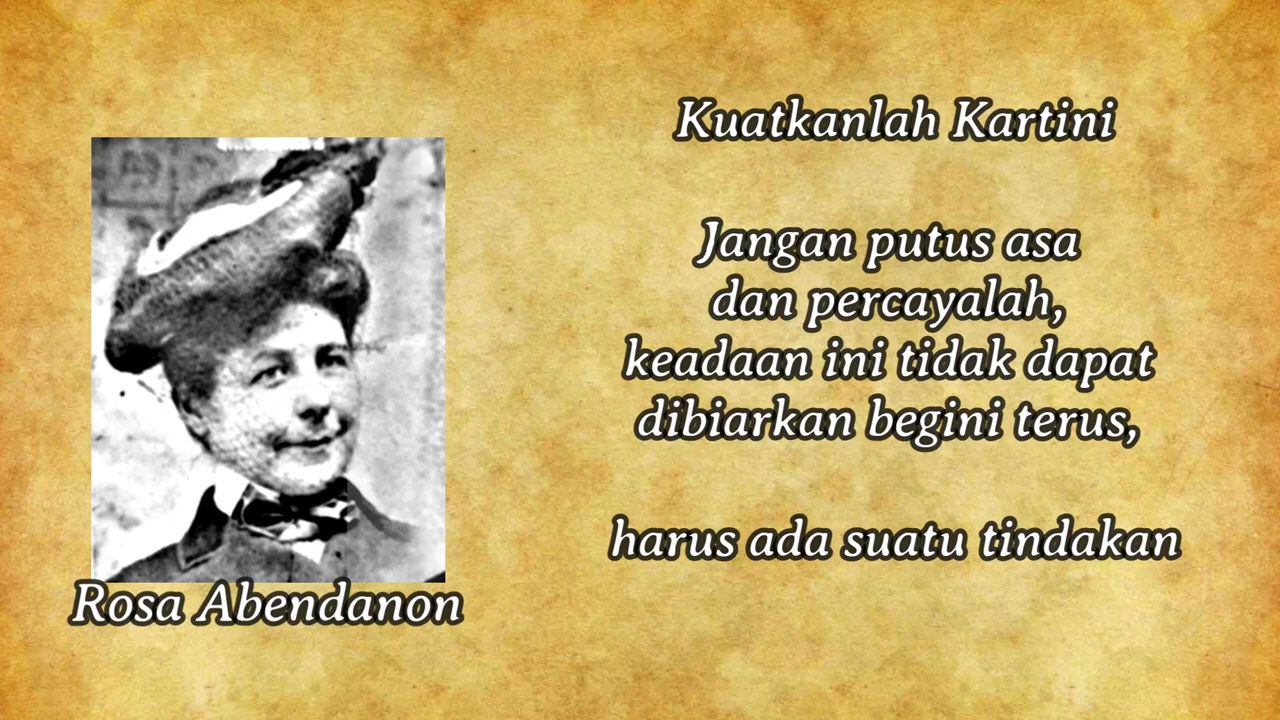 Kuatkanlah Kartini
Jangan putus asa
dan percayalah,
keadaan ini tidak dapat
dibiarkan begini terus,
harus ada suatu tindakan
Rosa Abendanon